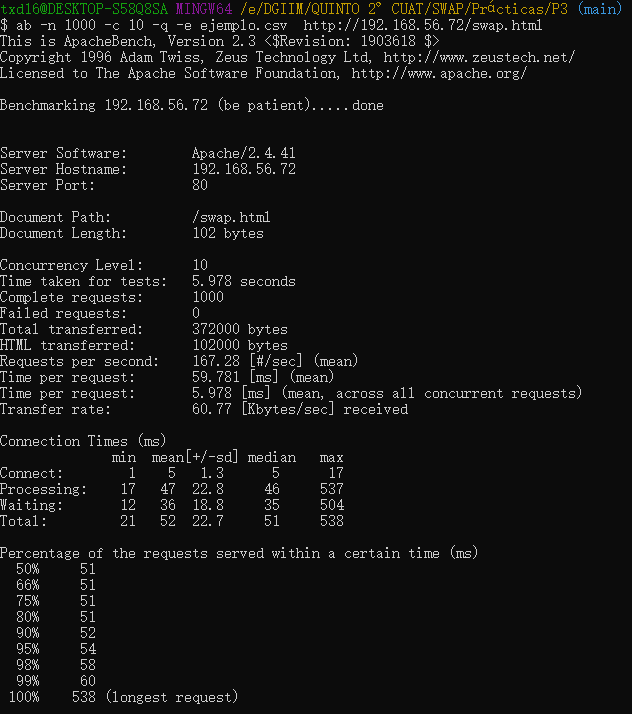 txd16@DESKTOP-S58Q8SA MINGW64 /e/DGIIM/QUINTO 2º CUAT/SWAP/Prácticas/P3 (main)
$ ab -n 1000 -c 10 -q -e ejemplo.csv  http://192.168.56.72/swap.html
This is ApacheBench, Version 2.3 <$Revision: 1903618 $>
Copyright 1996 Adam Twiss, Zeus Technology Ltd, http://www.zeustech.net/
Licensed to The Apache Software Foundation, http://www.apache.org/

Benchmarking 192.168.56.72 (be patient).....done


Server Software:        Apache/2.4.41
Server Hostname:        192.168.56.72
Server Port:            80

Document Path:          /swap.html
Document Length:        102 bytes

Concurrency Level:      10
Time taken for tests:   5.978 seconds
Complete requests:      1000
Failed requests:        0
Total transferred:      372000 bytes
HTML transferred:       102000 bytes
Requests per second:    167.28 [#/sec] (mean)
Time per request:       59.781 [ms] (mean)
Time per request:       5.978 [ms] (mean, across all concurrent requests)
Transfer rate:          60.77 [Kbytes/sec] received

Connection Times (ms)
              min  mean[+/-sd] median   max
Connect:        1    5   1.3      5      17
Processing:    17   47  22.8     46     537
Waiting:       12   36  18.8     35     504
Total:         21   52  22.7     51     538

Percentage of the requests served within a certain time (ms)
  50%     51
  66%     51
  75%     51
  80%     51
  90%     52
  95%     54
  98%     58
  99%     60
 100%    538 (longest request)